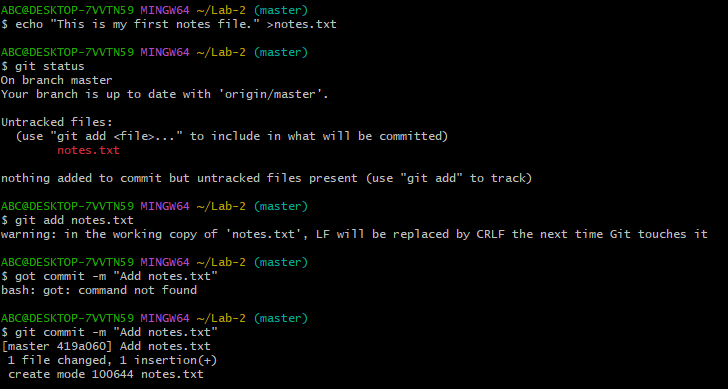 ABC@DESKTOP-7VVTN59 MINGW64 ~/Lab-2 (master)
$ echo "This is my first notes file." >notes.txt

ABC@DESKTOP-7VVTN59 MINGW64 ~/Lab-2 (master)
$ git status
On branch master
Your branch is up to date with 'origin/master'.

Untracked files:
  (use "git add <file>..." to include in what will be committed)
        notes.txt

nothing added to commit but untracked files present (use "git add" to track)

ABC@DESKTOP-7VVTN59 MINGW64 ~/Lab-2 (master)
$ git add notes.txt
warning: in the working copy of 'notes.txt', LF will be replaced by CRLF the next time Git touches it

ABC@DESKTOP-7VVTN59 MINGW64 ~/Lab-2 (master)
$ got commit -m "Add notes.txt"
bash: got: command not found

ABC@DESKTOP-7VVTN59 MINGW64 ~/Lab-2 (master)
$ git commit -m "Add notes.txt"
[master 419a060] Add notes.txt
 1 file changed, 1 insertion(+)
 create mode 100644 notes.txt